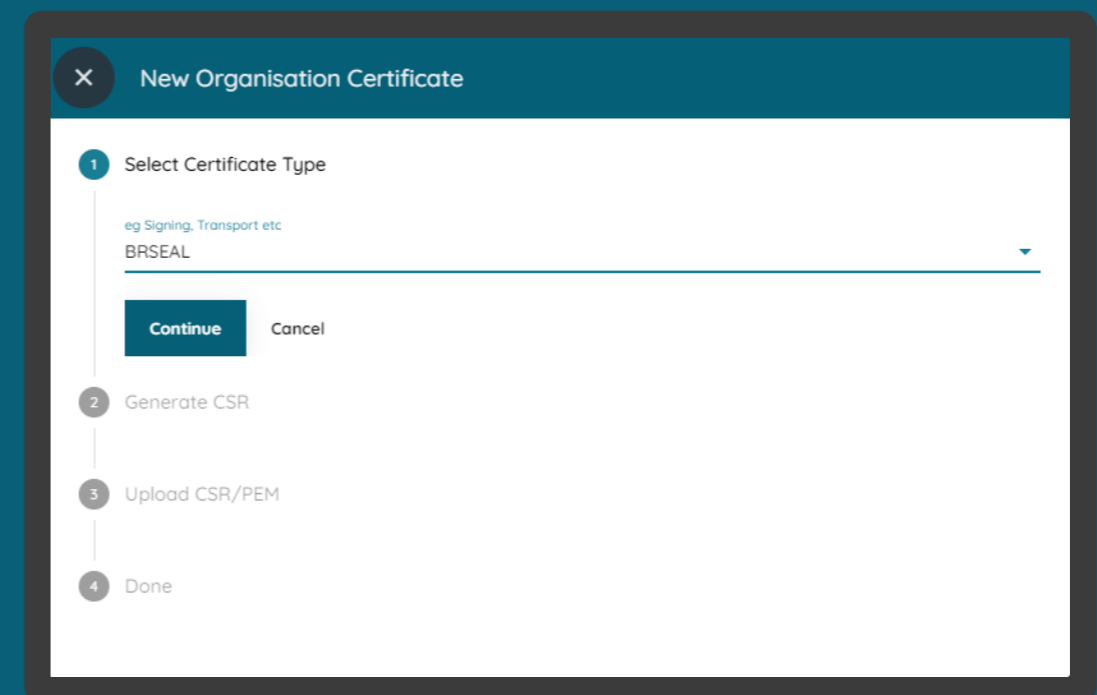 New Organisation Certificate
1 Select Certificate Type
eg Signing, Transport etc
BRSEAL
Continue Cancel
2 Generate CSR
3 Upload CSR/PEM
4 Done